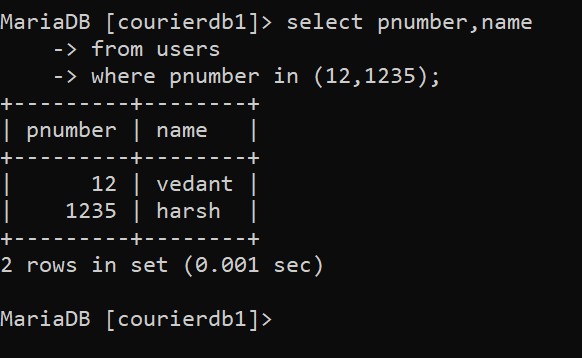 MariaDB [courierdb1]> select pnumber,name
    -> from users
    -> where pnumber in (12,1235);
+---------+--------+
| pnumber | name   |
+---------+--------+
|      12 | vedant |
|    1235 | harsh  |
+---------+--------+
2 rows in set (0.001 sec)

MariaDB [courierdb1]>